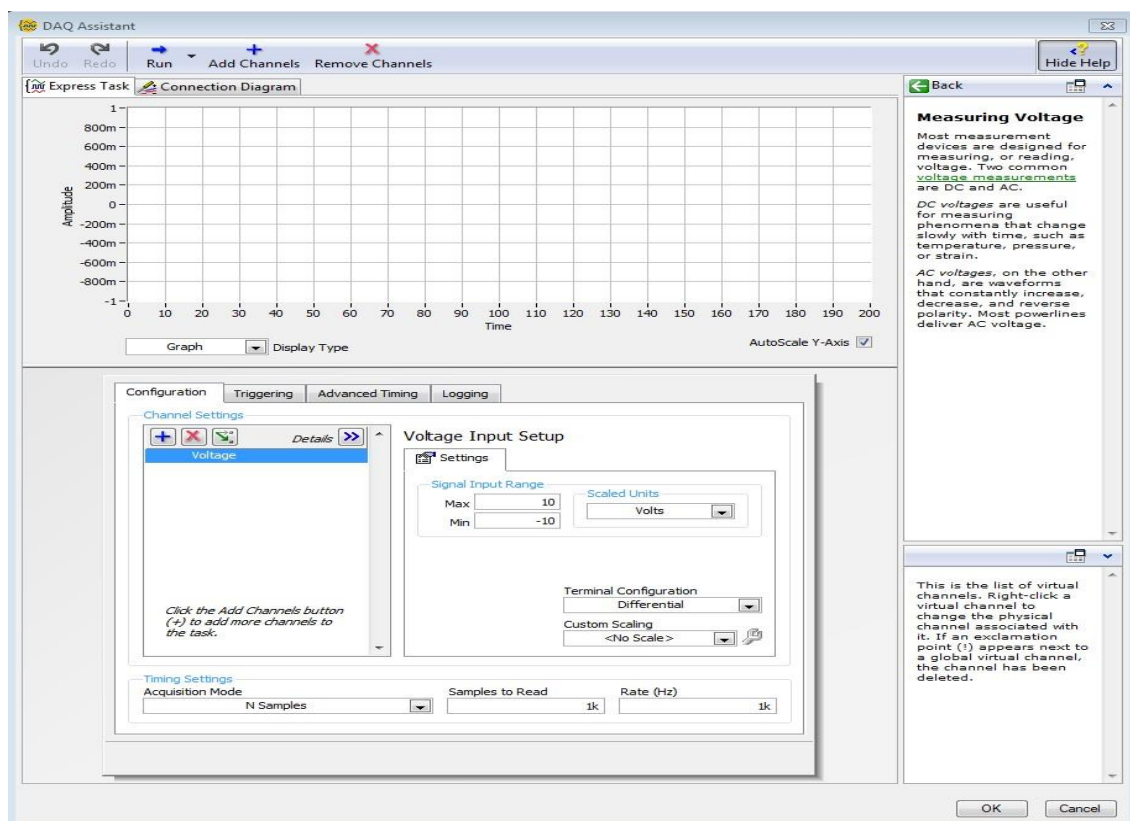 DAQ Assistant
Undo Redo Run Add Channels Remove Channels Hide Help
Express Task Connection Diagram
1
800m
600m
400m
200m
0
-200m
-400m
-600m
-800m
-1
Amplitude
0 10 20 30 40 50 60 70 80 90 100 110 120 130 140 150 160 170 180 190 200
Time
Graph Display Type AutoScale Y-Axis
Configuration Triggering Advanced Timing Logging
Channel Settings
Details
Voltage
Click the Add Channels button
(+) to add more channels to
the task.
Voltage Input Setup
Settings
Signal Input Range
Max 10
Min -10
Scaled Units
Volts
Terminal Configuration
Differential
Custom Scaling
<No Scale>
Timing Settings
Acquisition Mode Samples to Read Rate (Hz)
N Samples 1k 1k
Back
Measuring Voltage
Most measurement
devices are designed for
measuring, or reading,
voltage. Two common
voltage measurements
are DC and AC.
DC voltages are useful
for measuring
phenomena that change
slowly with time, such as
temperature, pressure,
or strain.
AC voltages, on the other
hand, are waveforms
that constantly increase,
decrease, and reverse
polarity. Most powerlines
deliver AC voltage.
This is the list of virtual
channels. Right-click a
virtual channel to
change the physical
channel associated with
it. If an exclamation
point (!) appears next to
a global virtual channel,
the channel has been
deleted.
OK Cancel